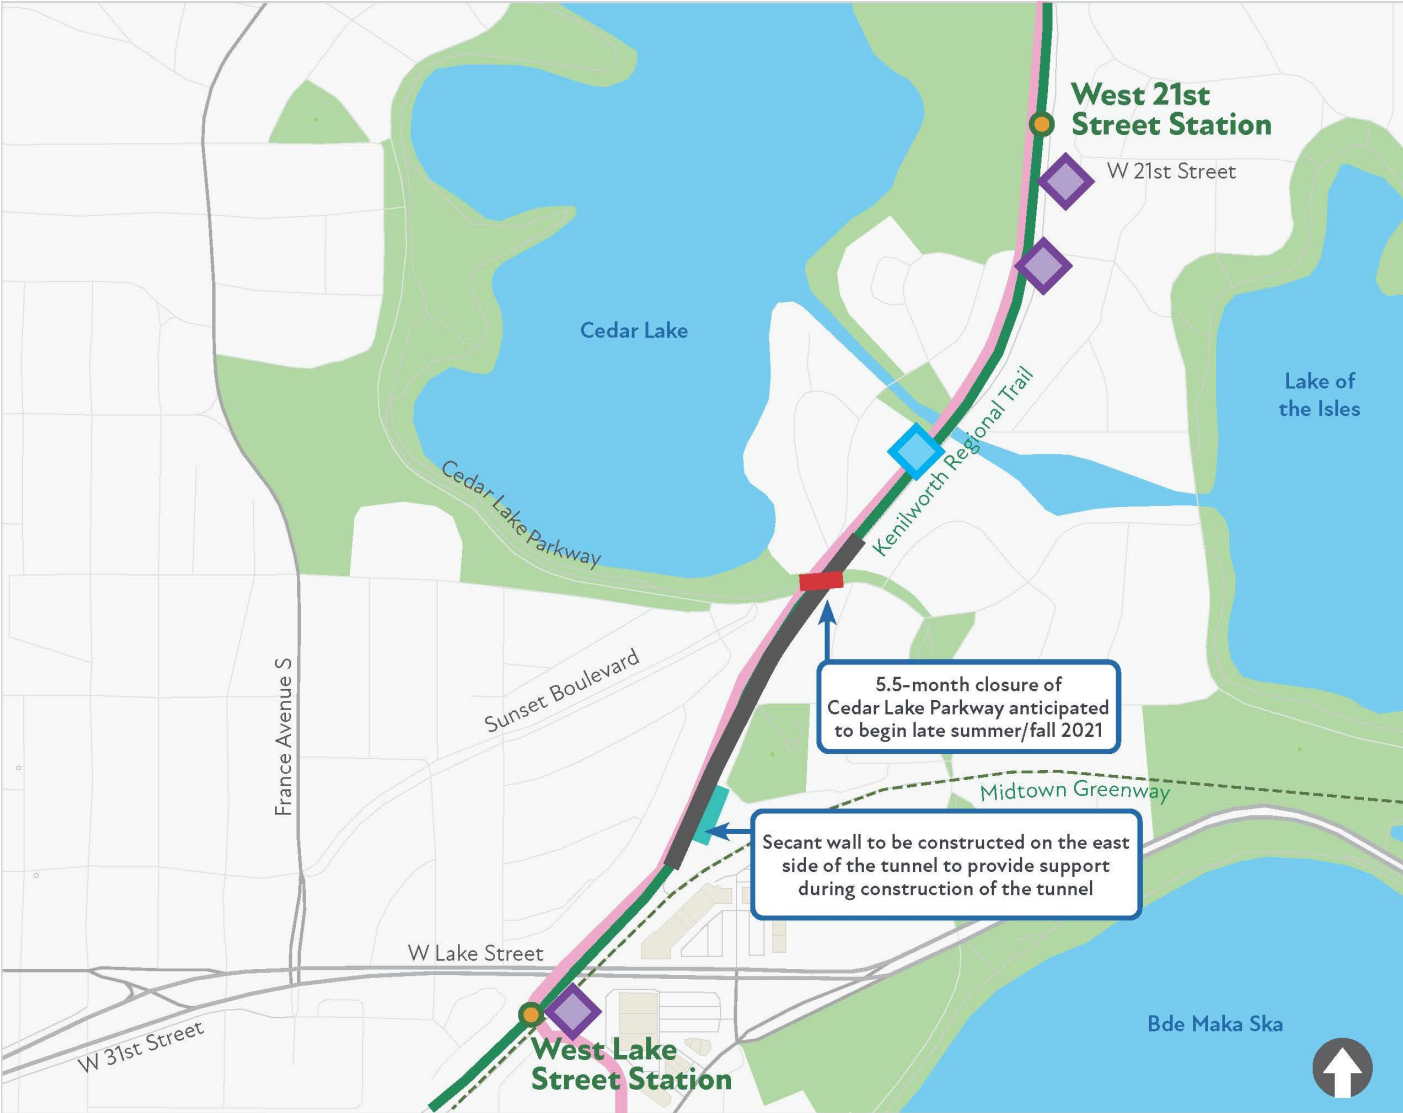 West 21st
Street Station
W 21st Street
Cedar Lake
Lake of
the Isles
Kenilworth Regional Trail
Cedar Lake Parkway
Sunset Boulevard
France Avenue S
5.5-month closure of
Cedar Lake Parkway anticipated
to begin late summer/fall 2021
Midtown Greenway
Secant wall to be constructed on the east
side of the tunnel to provide support
during construction of the tunnel
W Lake Street
W 31st Street
West Lake
Street Station
Bde Maka Ska